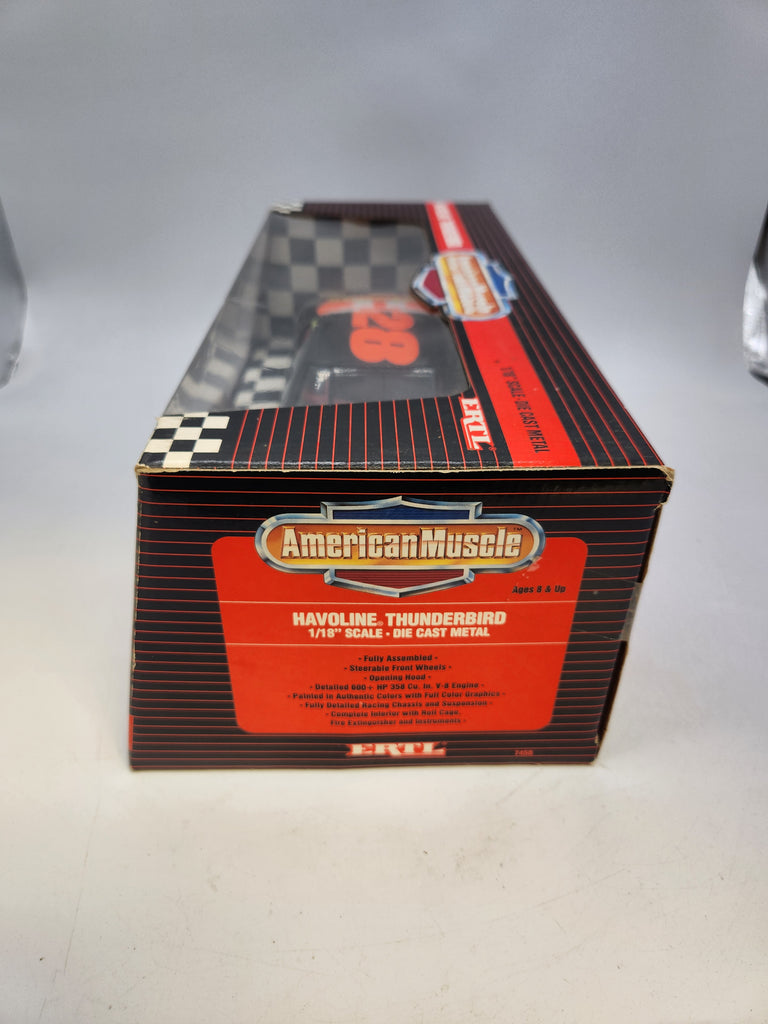 28
ERTL
1/18" SCALE · DIE CAST METAL
AmericanMuscle™
Ages 8 & Up
HAVOLINE® THUNDERBIRD
1/18" SCALE · DIE CAST METAL
- Fully Assembled -
- Steerable Front Wheels -
- Opening Hood -
- Detailed 600+ HP 358 Cu. In. V-8 Engine -
- Painted in Authentic Colors with Full Color Graphics -
- Fully Detailed Racing Chassis and Suspension -
- Complete Interior with Roll Cage,
Fire Extinguisher and Instruments -
ERTL